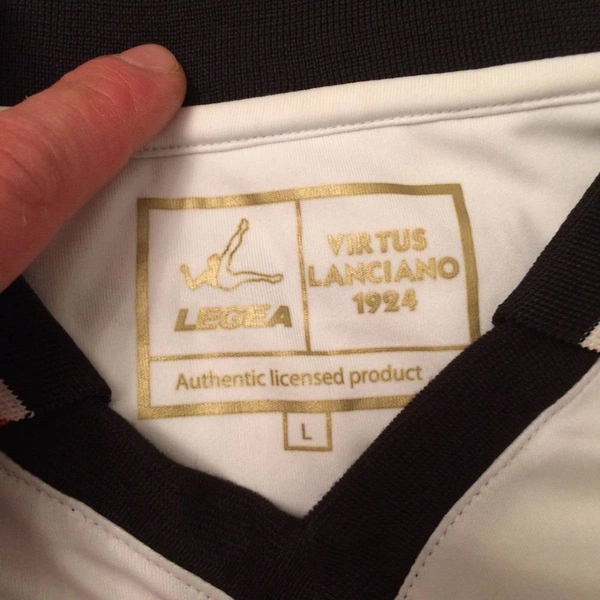 LEGEA
VIRTUS
LANCIANO
1924
Authentic licensed product
L